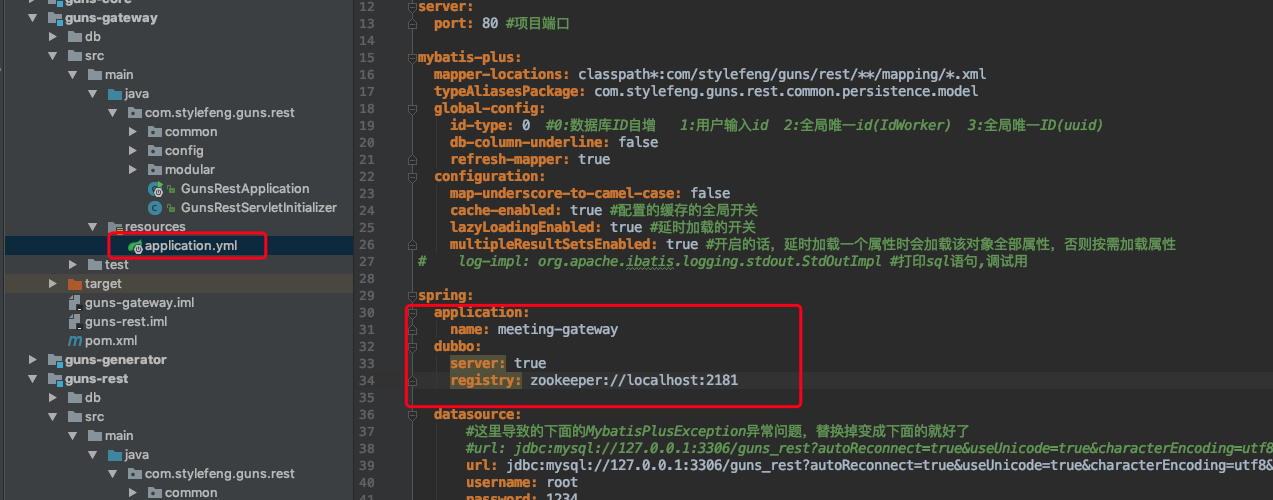 guns-core
guns-gateway
db
src
main
java
com.stylefeng.guns.rest
common
config
modular
GunsRestApplication
GunsRestServletInitializer
resources
application.yml
test
target
guns-gateway.iml
guns-rest.iml
pom.xml
guns-generator
guns-rest
db
src
main
java
com.stylefeng.guns.rest
common
12 server:
13 port: 80 #项目端口
14
15 mybatis-plus:
16 mapper-locations: classpath*:com/stylefeng/guns/rest/**/mapping/*.xml
17 typeAliasesPackage: com.stylefeng.guns.rest.common.persistence.model
18 global-config:
19 id-type: 0 #0:数据库ID自增 1:用户输入id 2:全局唯一id(IdWorker) 3:全局唯一ID(uuid)
20 db-column-underline: false
21 refresh-mapper: true
22 configuration:
23 map-underscore-to-camel-case: false
24 cache-enabled: true #配置的缓存的全局开关
25 lazyLoadingEnabled: true #延时加载的开关
26 multipleResultSetsEnabled: true #开启的话，延时加载一个属性时会加载该对象全部属性，否则按需加载属性
27 # log-impl: org.apache.ibatis.logging.stdout.StdOutImpl #打印sql语句,调试用
28
29 spring:
30 application:
31 name: meeting-gateway
32 dubbo:
33 server: true
34 registry: zookeeper://localhost:2181
35
36 datasource:
37 #这里导致的下面的MybatisPlusException异常问题，替换掉变成下面的就好了
38 #url: jdbc:mysql://127.0.0.1:3306/guns_rest?autoReconnect=true&useUnicode=true&characterEncoding=utf8
39 url: jdbc:mysql://127.0.0.1:3306/guns_rest?autoReconnect=true&useUnicode=true&characterEncoding=utf8&
40 username: root
41 password: 1234